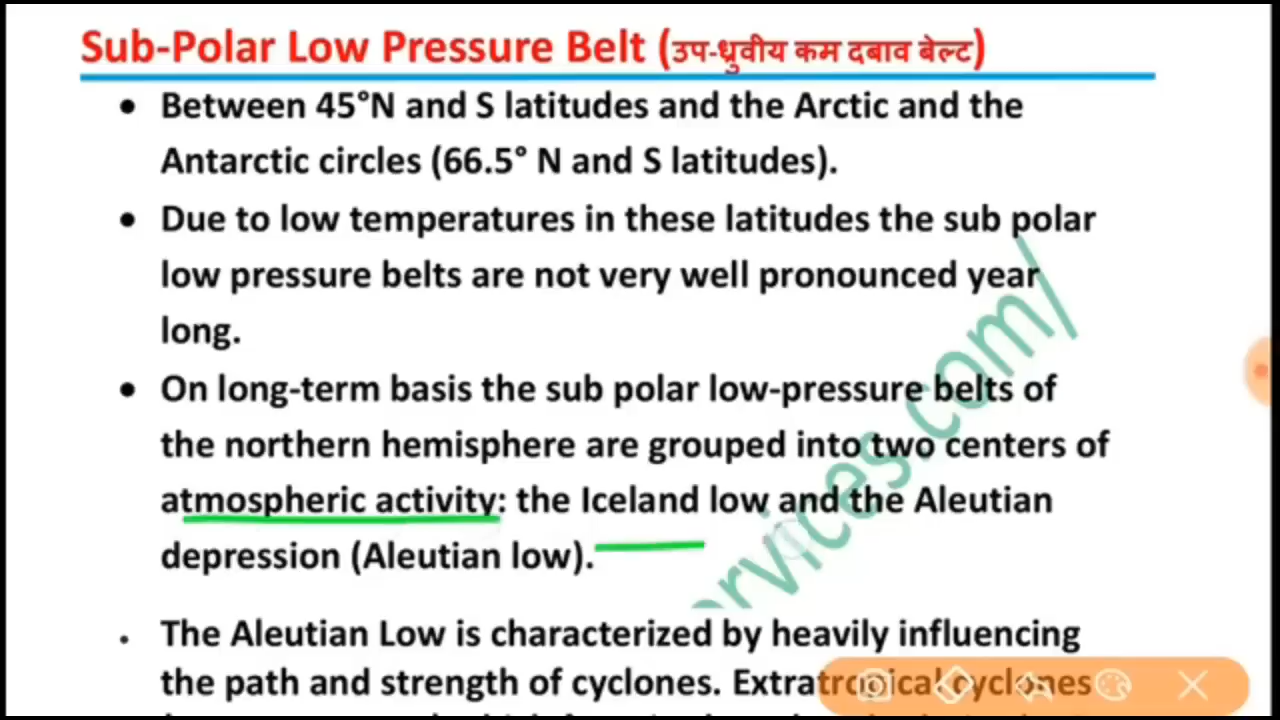 Sub-Polar Low Pressure Belt (उप-ध्रुवीय कम दबाव बेल्ट)
• Between 45°N and S latitudes and the Arctic and the
Antarctic circles (66.5° N and S latitudes).
• Due to low temperatures in these latitudes the sub polar
low pressure belts are not very well pronounced year
long.
• On long-term basis the sub polar low-pressure belts of
the northern hemisphere are grouped into two centers of
atmospheric activity: the Iceland low and the Aleutian
depression (Aleutian low).
• The Aleutian Low is characterized by heavily influencing
the path and strength of cyclones. Extratropical cyclones
rvices.com/